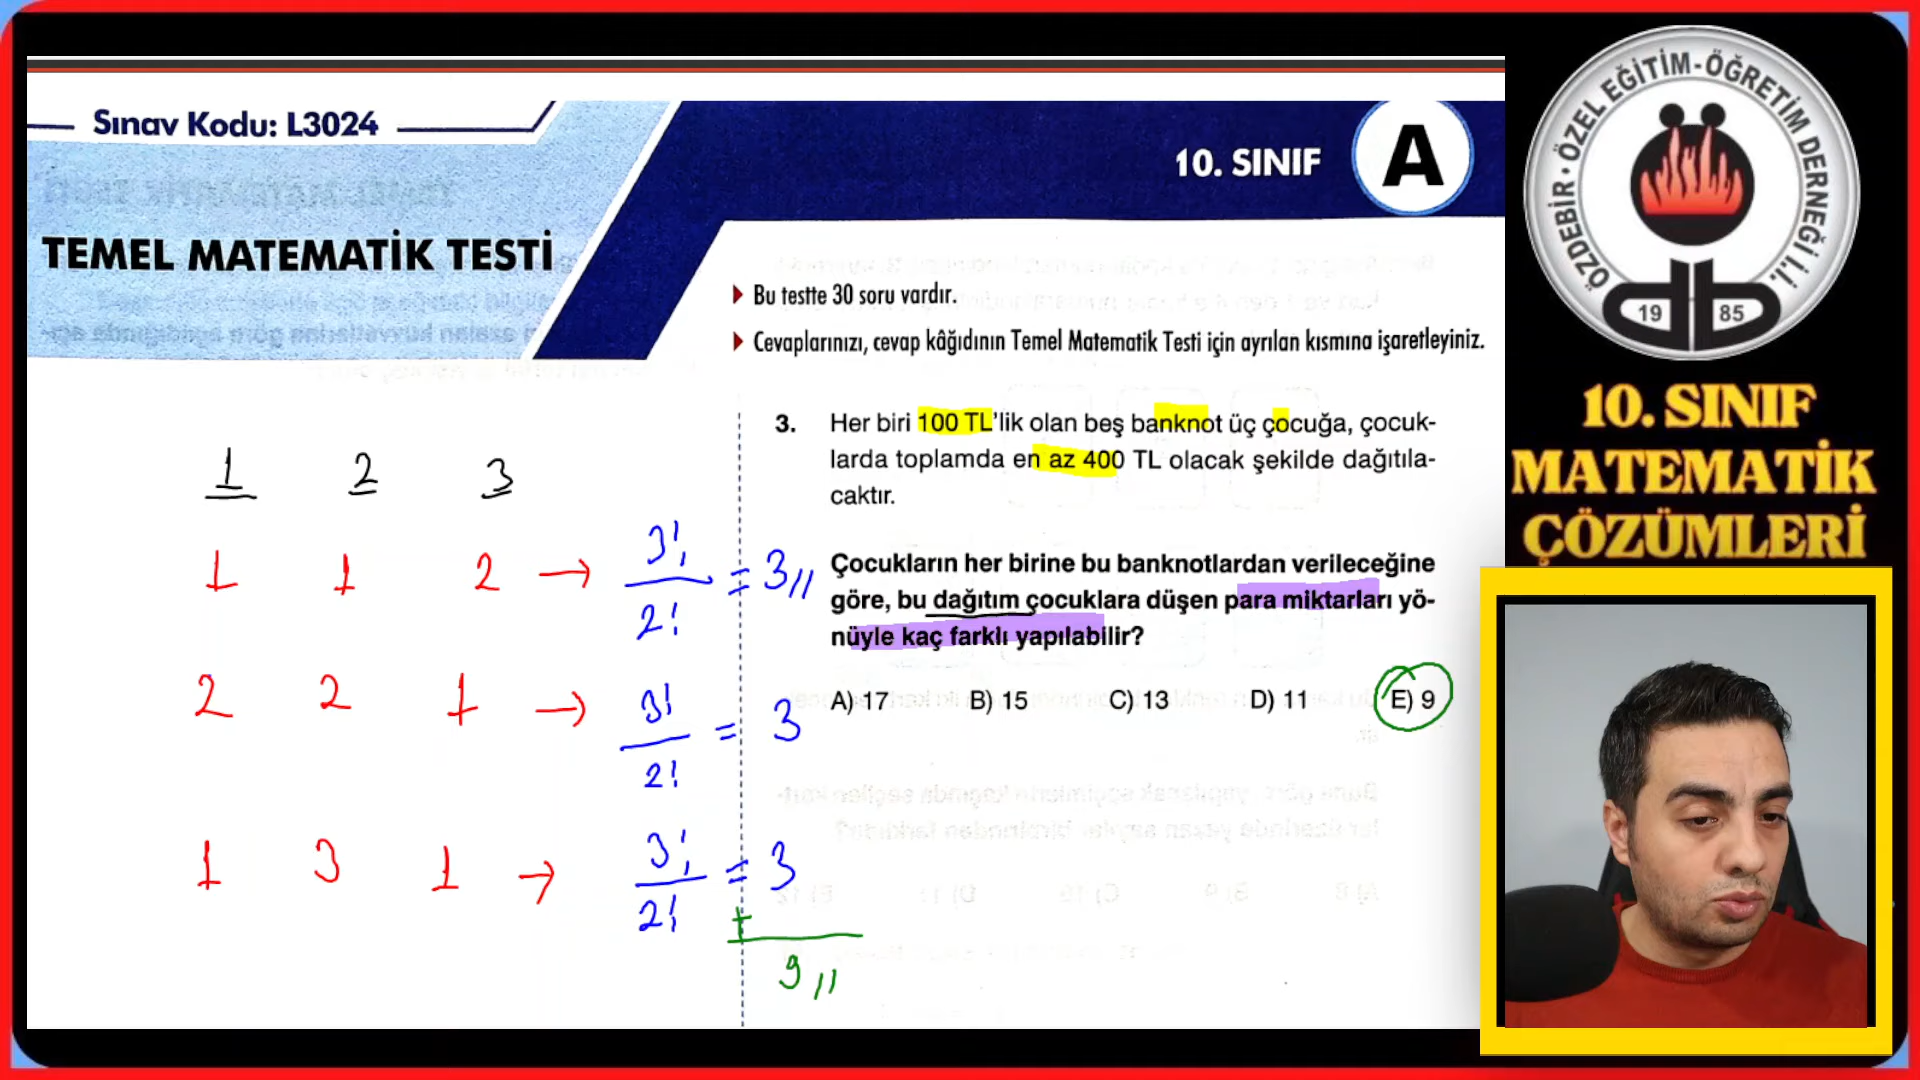 Sınav Kodu: L3024
TEMEL MATEMATİK TESTİ
10. SINIF
A
Bu testte 30 soru vardır.
Cevaplarınızı, cevap kâğıdının Temel Matematik Testi için ayrılan kısmına işaretleyiniz.
3. Her biri 100 TL'lik olan beş banknot üç çocuğa, çocuk-
larda toplamda en az 400 TL olacak şekilde dağıtıla-
caktır.
Çocukların her birine bu banknotlardan verileceğine
göre, bu dağıtım çocuklara düşen para miktarları yö-
nüyle kaç farklı yapılabilir?
A) 17 B) 15 C) 13 D) 11 E) 9
1 2 3
1 1 2 → 3!/2! = 3//
2 2 1 → 3!/2! = 3
1 3 1 → 3!/2! = 3
+
9//
ÖZDEBİR · ÖZEL EĞİTİM-ÖĞRETİM DERNEĞİ İ.İ.
19 85
10. SINIF
MATEMATİK
ÇÖZÜMLERİ